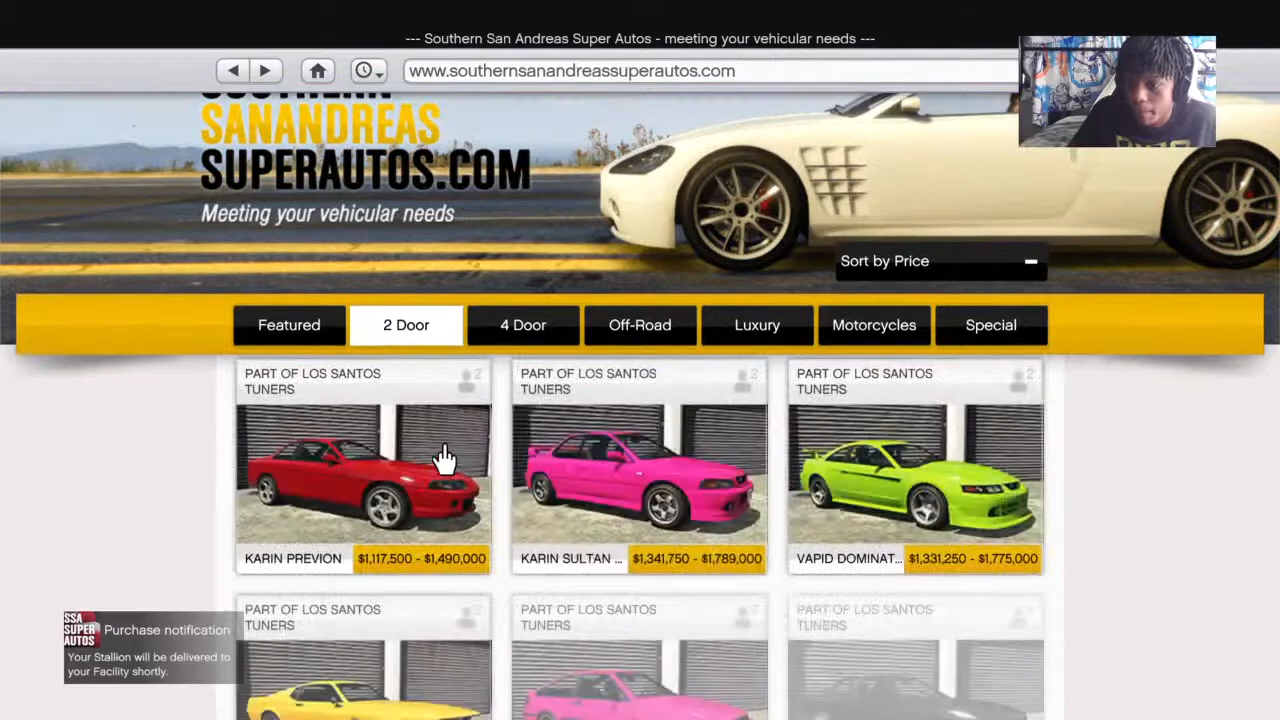 --- Southern San Andreas Super Autos - meeting your vehicular needs ---
www.southernsanandreassuperautos.com
SOUTHERN
SANANDREAS
SUPERAUTOS.COM
Meeting your vehicular needs
Sort by Price
Featured
2 Door
4 Door
Off-Road
Luxury
Motorcycles
Special
PART OF LOS SANTOS
TUNERS
2
KARIN PREVION
$1,117,500 - $1,490,000
PART OF LOS SANTOS
TUNERS
2
KARIN SULTAN ...
$1,341,750 - $1,789,000
PART OF LOS SANTOS
TUNERS
2
VAPID DOMINAT...
$1,331,250 - $1,775,000
PART OF LOS SANTOS
TUNERS
PART OF LOS SANTOS
TUNERS
PART OF LOS SANTOS
TUNERS
SSA
SUPER
AUTOS
Purchase notification
Your Stallion will be delivered to
your Facility shortly.